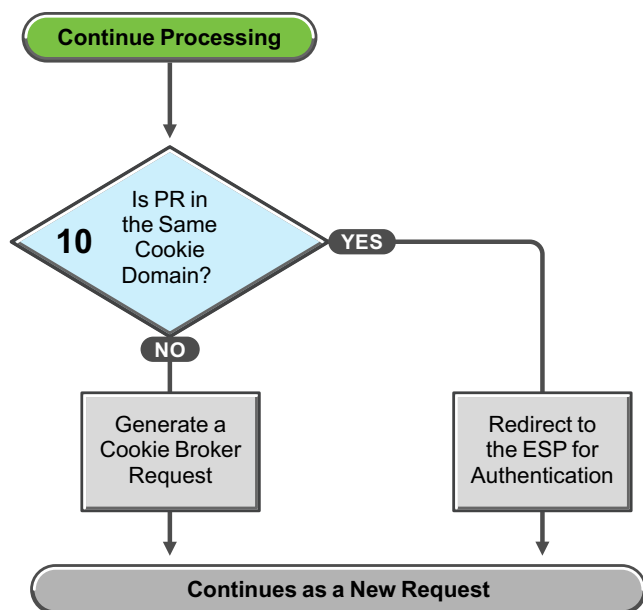 Continue Processing
Is PR in
the Same
10
Cookie
Domain?
YES
NO
Generate a
Cookie Broker
Request
Redirect to
the ESP for
Authentication
Continues as a New Request